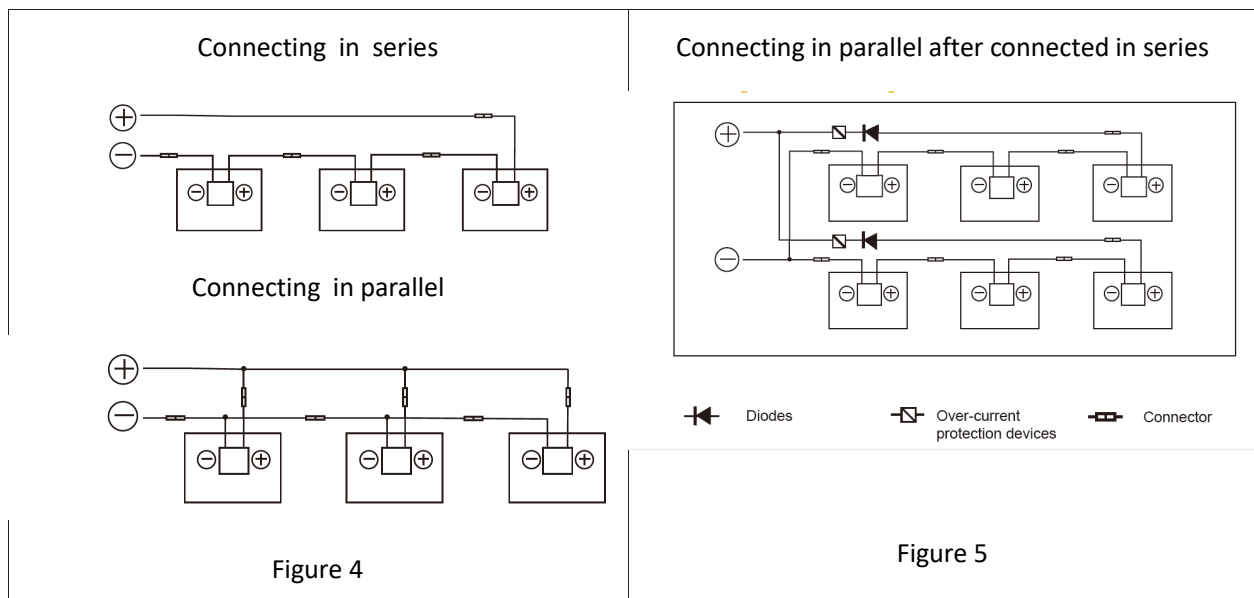 Connecting in series
⊕
⊖
⊖ ⊕ ⊖ ⊕ ⊖ ⊕
Connecting in parallel
⊕
⊖
⊖ ⊕ ⊖ ⊕ ⊖ ⊕
Figure 4
Connecting in parallel after connected in series
⊕
⊖ ⊕ ⊖ ⊕ ⊖ ⊕
⊖
⊖ ⊕ ⊖ ⊕ ⊖ ⊕
Diodes
Over-current
protection devices
Connector
Figure 5